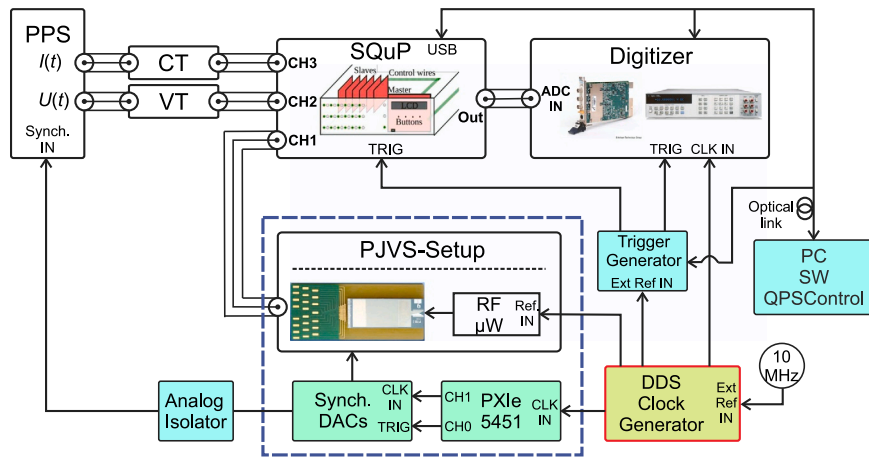 PPS
I(t)
U(t)
Synch.
IN
CT
VT
SQuP
USB
CH3
CH2
CH1
Slaves
Control wires
Master
LCD
Buttons
Out
TRIG
Digitizer
ADC
IN
TRIG
CLK IN
Optical
link
PC
SW
QPSControl
Trigger
Generator
Ext Ref IN
PJVS-Setup
RF
µW
Ref.
IN
10
MHz
DDS
Clock
Generator
Ext
Ref
IN
PXIe
5451
CH1
CH0
CLK
IN
Synch.
DACs
CLK
IN
TRIG
Analog
Isolator